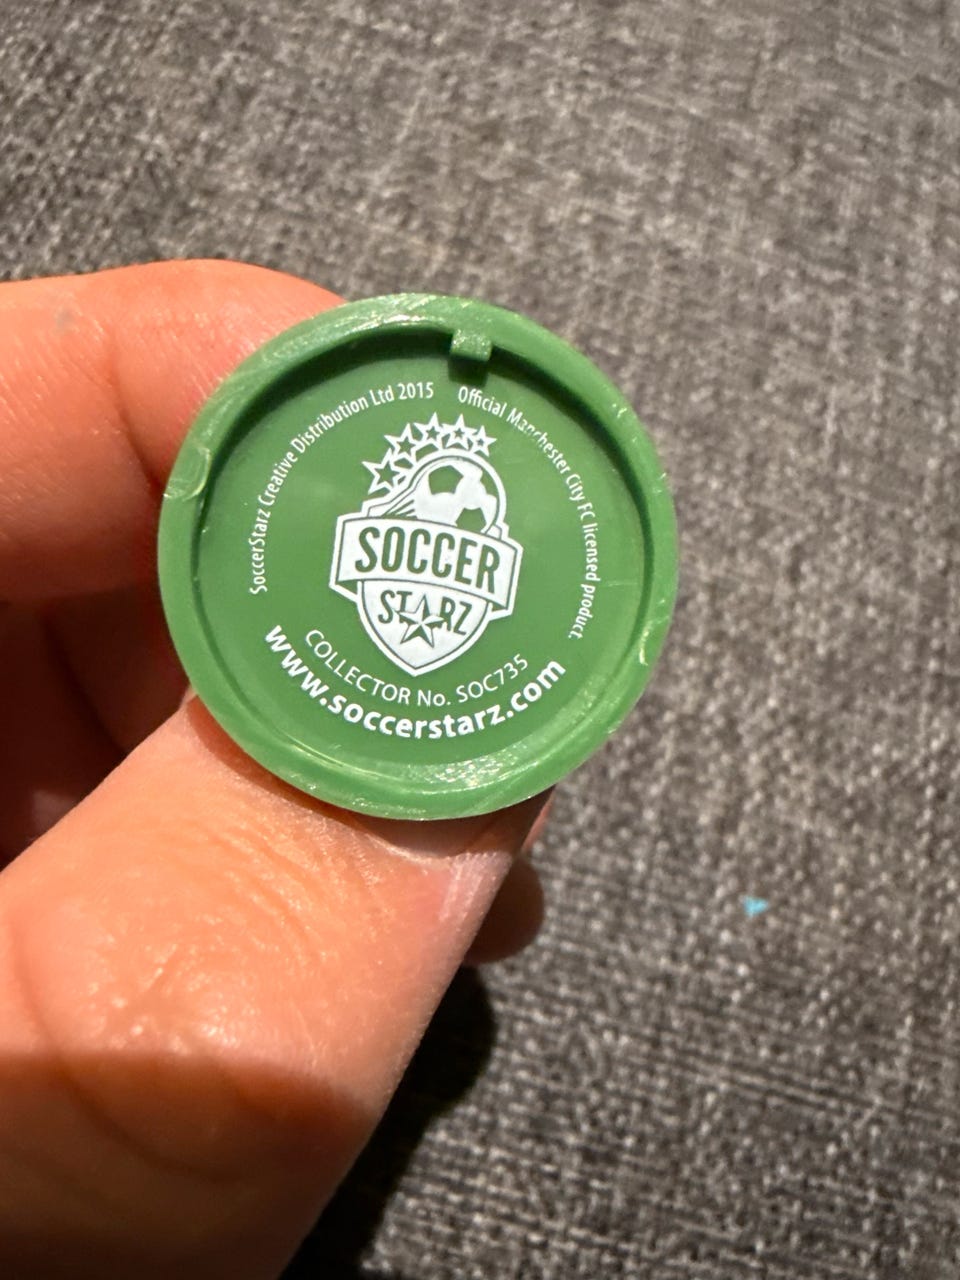 SoccerStarz Creative Distribution Ltd 2015
Official Manchester City FC licensed product.
SOCCER
STARZ
COLLECTOR No. SOC735
www.soccerstarz.com